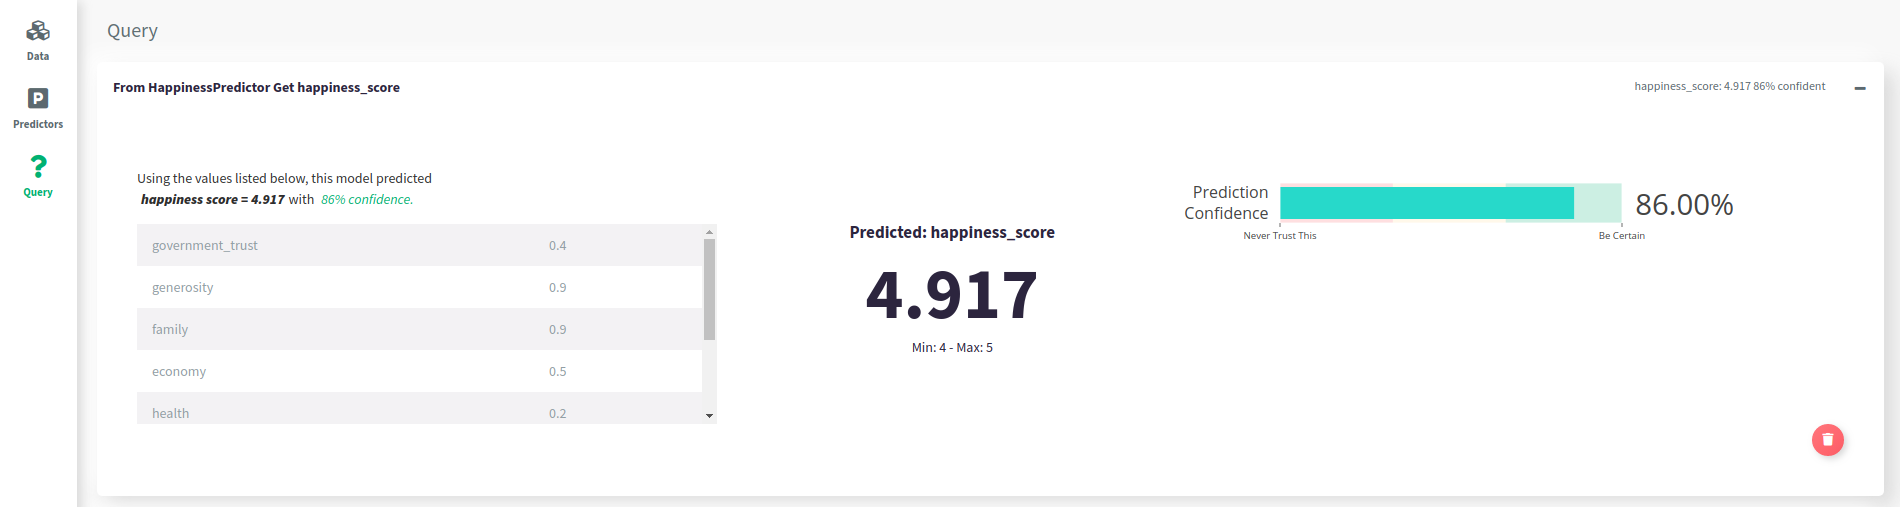 Data
P
Predictors
?
Query
Query
From HappinessPredictor Get happiness_score
happiness_score: 4.917 86% confident
Using the values listed below, this model predicted
happiness score = 4.917 with 86% confidence.
government_trust 0.4
generosity 0.9
family 0.9
economy 0.5
health 0.2
Predicted: happiness_score
4.917
Min: 4 - Max: 5
Prediction
Confidence
86.00%
Never Trust This
Be Certain